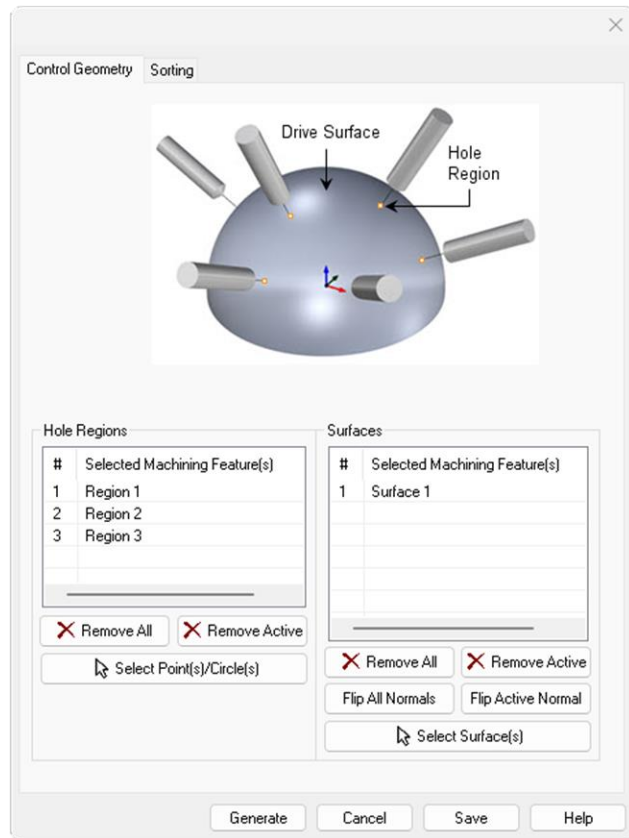 Control Geometry
Sorting
Drive Surface
Hole
Region
Hole Regions
# Selected Machining Feature(s)
1 Region 1
2 Region 2
3 Region 3
Remove All
Remove Active
Select Point(s)/Circle(s)
Surfaces
# Selected Machining Feature(s)
1 Surface 1
Remove All
Remove Active
Flip All Normals
Flip Active Normal
Select Surface(s)
Generate
Cancel
Save
Help